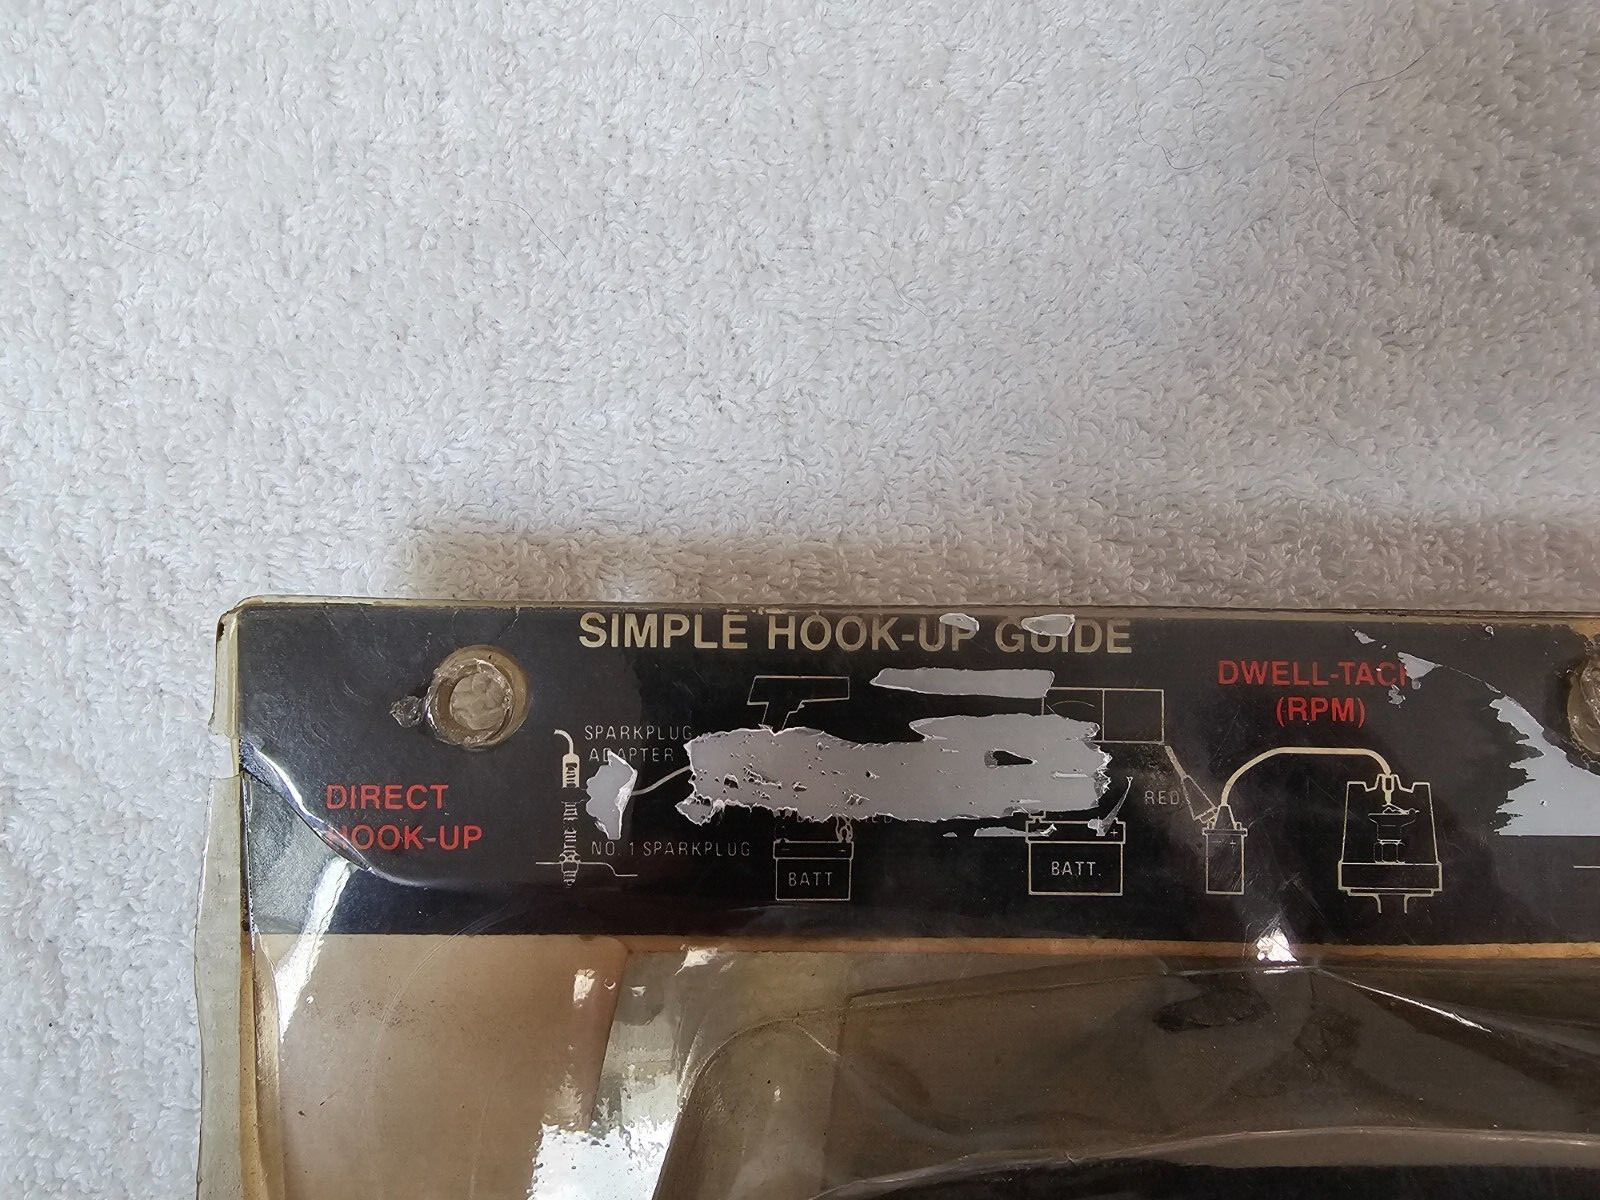 SIMPLE HOOK-UP GUIDE
DWELL-TACH
(RPM)
SPARKPLUG
ADAPTER
DIRECT
HOOK-UP
RED
NO. 1 SPARKPLUG
BATT
BATT.